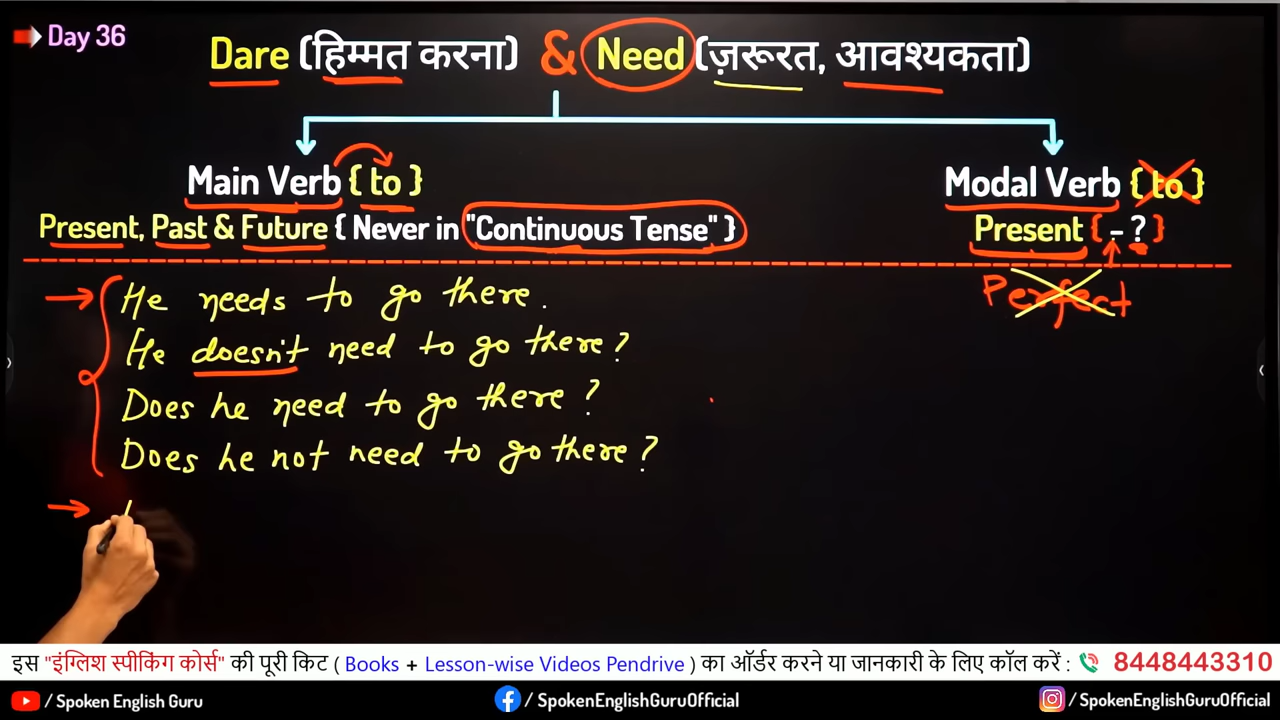 Day 36
Dare (हिम्मत करना) & Need (ज़रूरत, आवश्यकता)
Main Verb { to }
Present, Past & Future { Never in "Continuous Tense" }
Modal Verb { to }
Present { - ? }
Perfect
He needs to go there.
He doesn't need to go there?
Does he need to go there?
Does he not need to go there?
इस "इंग्लिश स्पीकिंग कोर्स" की पूरी किट ( Books + Lesson-wise Videos Pendrive ) का ऑर्डर करने या जानकारी के लिए कॉल करें : 8448443310
/ Spoken English Guru
/ SpokenEnglishGuruOfficial
/ SpokenEnglishGuruOfficial